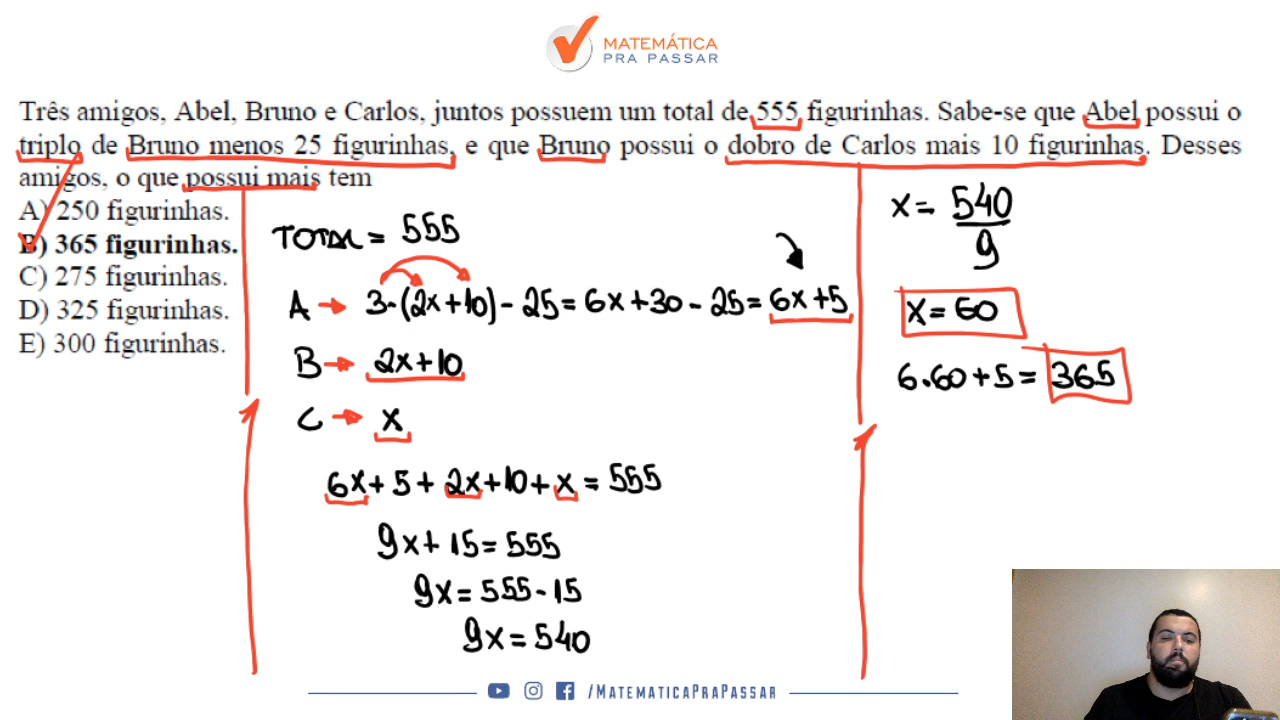 MATEMÁTICA
PRA PASSAR
Três amigos, Abel, Bruno e Carlos, juntos possuem um total de 555 figurinhas. Sabe-se que Abel possui o
triplo de Bruno menos 25 figurinhas, e que Bruno possui o dobro de Carlos mais 10 figurinhas. Desses
amigos, o que possui mais tem
A) 250 figurinhas.
B) 365 figurinhas.
C) 275 figurinhas.
D) 325 figurinhas.
E) 300 figurinhas.
TOTAL = 555
A → 3·(2x+10) - 25 = 6x+30 - 25 = 6x+5
B → 2x+10
C → x
6x + 5 + 2x + 10 + x = 555
9x + 15 = 555
9x = 555 - 15
9x = 540
x = 540
9
x = 60
6·60 + 5 = 365
/MatematicaPraPassar